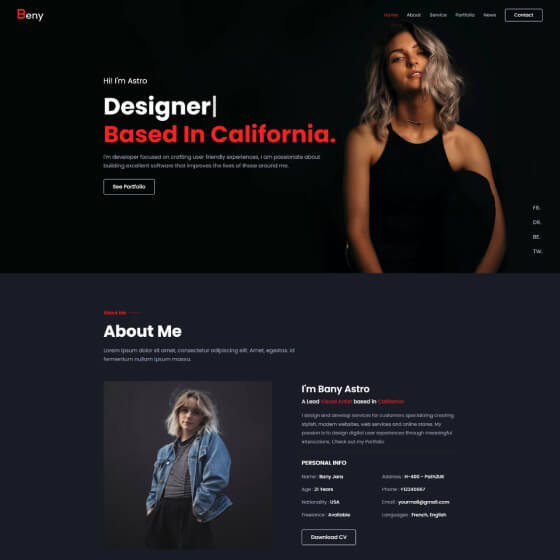 Beny
Home About Service Portfolio News Contact
Hi! I'm Astro
Designer|
Based In California.
I'm developer focused on crafting user friendly experiences, I am passionate about
building excellent software that improves the lives of those around me.
See Portfolio
FB.
DR.
BE.
TW.
About Me
About Me
Lorem ipsum dolor sit amet, consectetur adipiscing elit. Amet, egestas. Id
fermentum nullam ipsum massa.
I'm Bany Astro
A Lead Visual Artist based in California
I design and develop services for customers specializing creating
stylish, modern websites, web services and online stores. My
passion is to design digital user experiences through meaningful
interactions. Check out my Portfolio
PERSONAL INFO
Name : Beny Jara
Address : H-400 - Path/UK
Age : 21 Years
Phone :
Nationality : USA
Email : yourmail@gmail.com
Freelance : Available
Languages : French, English
Download CV